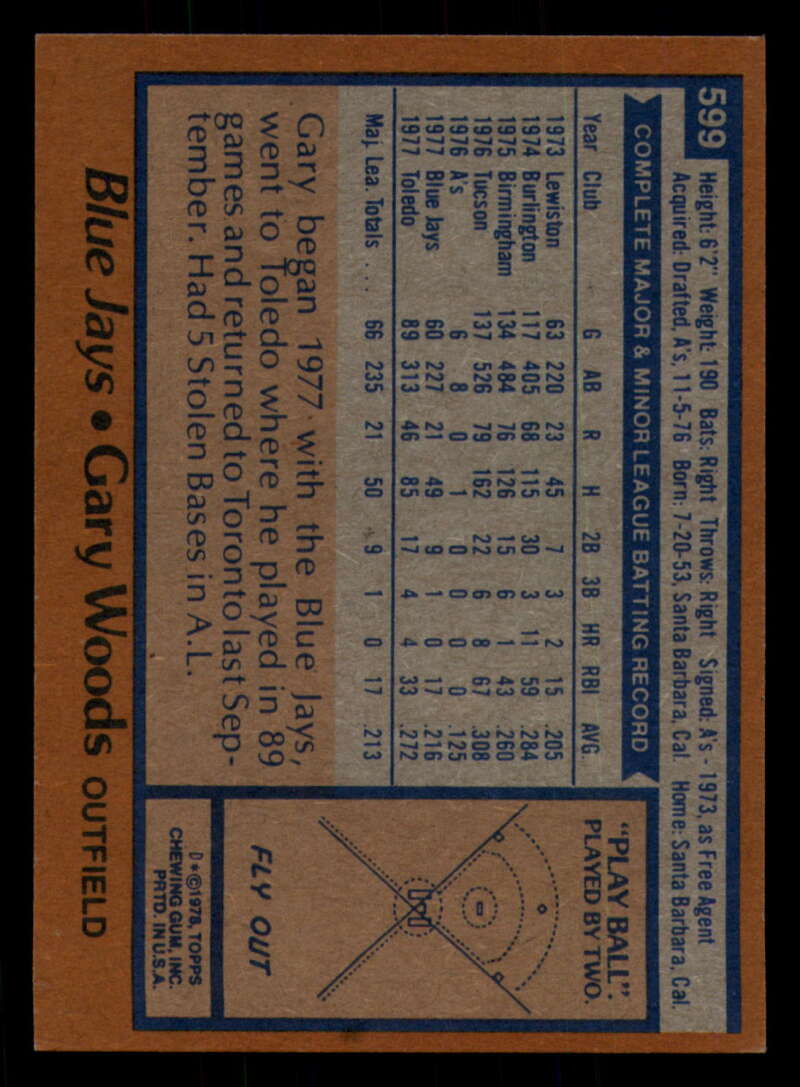 599
Height: 6'2" Weight: 190 Bats: Right Throws: Right Signed: A's - 1973, as Free Agent
Acquired: Drafted, A's, 11-5-76 Born: 7-20-53, Santa Barbara, Cal. Home: Santa Barbara, Cal.
COMPLETE MAJOR & MINOR LEAGUE BATTING RECORD
Year Club G AB R H 2B 3B HR RBI AVG.
1973 Lewiston 63 220 23 45 7 3 2 15 .205
1974 Burlington 117 405 68 115 30 3 11 59 .284
1975 Birmingham 134 484 76 126 15 6 1 43 .260
1976 Tucson 137 526 79 162 22 6 8 67 .308
1976 A's 6 8 0 1 0 0 0 0 .125
1977 Blue Jays 60 227 21 49 9 1 0 17 .216
1977 Toledo 89 313 46 85 17 4 4 33 .272
Maj. Lea. Totals . . . 66 235 21 50 9 1 0 17 .213
Gary began 1977 with the Blue Jays,
went to Toledo where he played in 89
games and returned to Toronto last Sep-
tember. Had 5 Stolen Bases in A.L.
"PLAY BALL".
PLAYED BY TWO.
FLY OUT
D*©1978, TOPPS
CHEWING GUM, INC.
PRTD. IN U.S.A.
Blue Jays • Gary Woods OUTFIELD